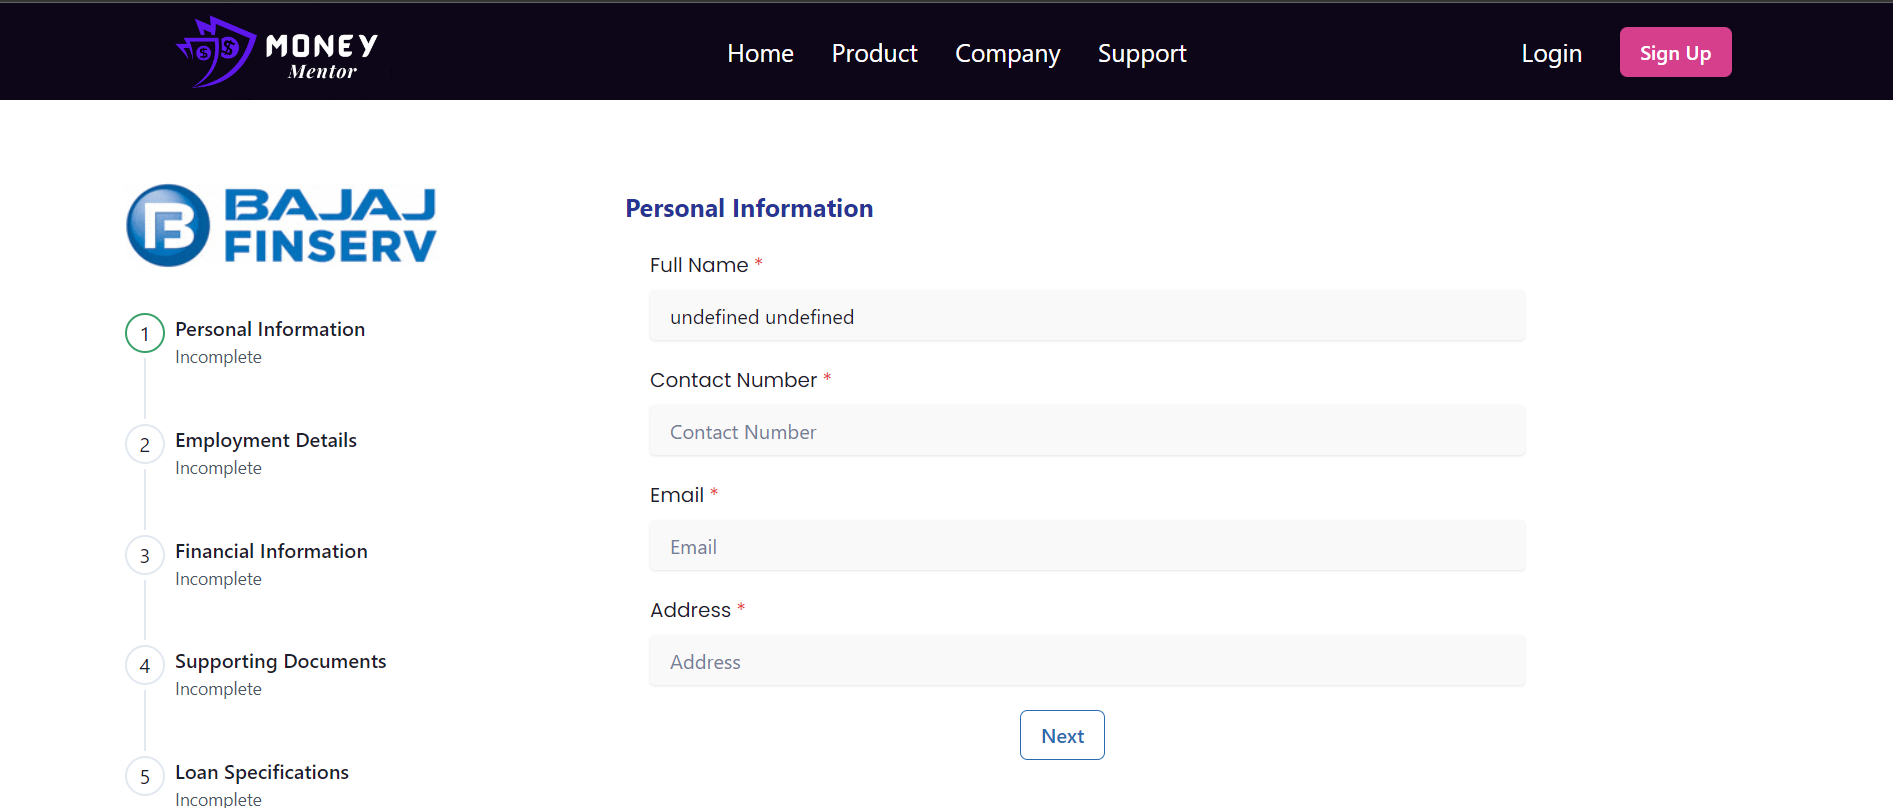 MONEY
Mentor
Home Product Company Support
Login
Sign Up
BAJAJ
FINSERV
1
Personal Information
Incomplete
2
Employment Details
Incomplete
3
Financial Information
Incomplete
4
Supporting Documents
Incomplete
5
Loan Specifications
Incomplete
Personal Information
Full Name *
undefined undefined
Contact Number *
Contact Number
Email *
Email
Address *
Address
Next